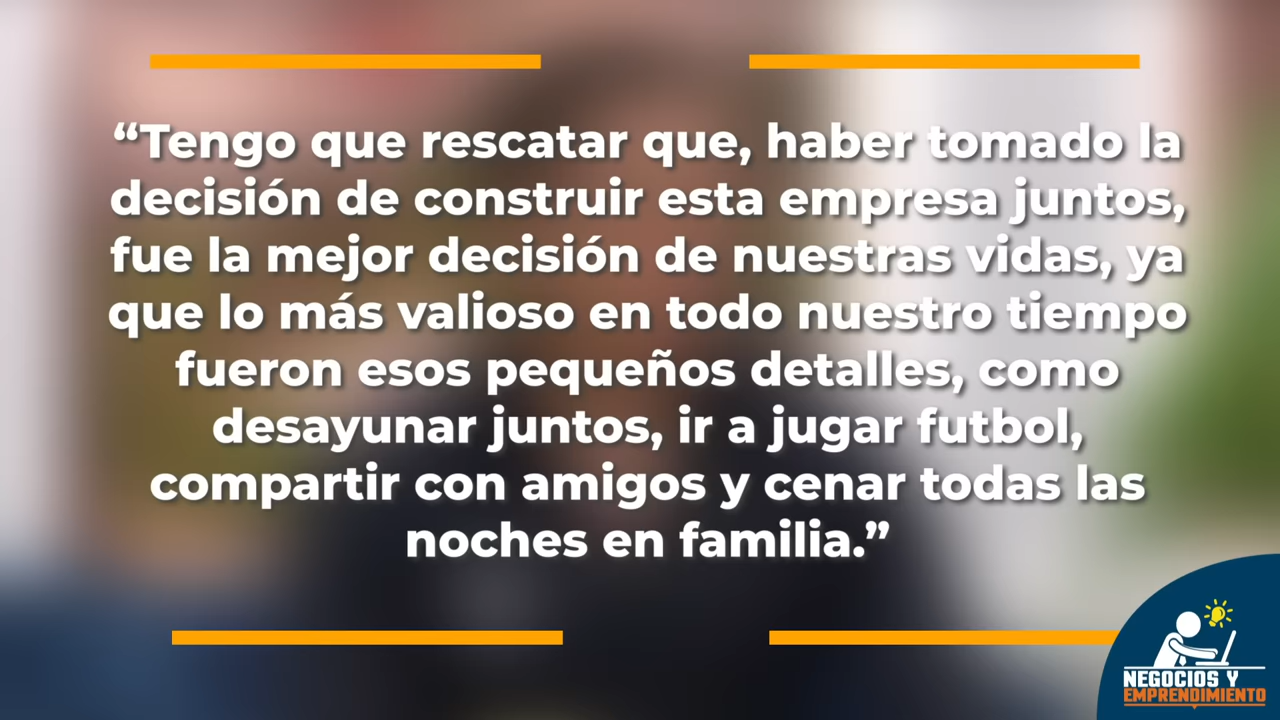 “Tengo que rescatar que, haber tomado la
decisión de construir esta empresa juntos,
fue la mejor decisión de nuestras vidas, ya
que lo más valioso en todo nuestro tiempo
fueron esos pequeños detalles, como
desayunar juntos, ir a jugar futbol,
compartir con amigos y cenar todas las
noches en familia.”
NEGOCIOS Y
EMPRENDIMIENTO